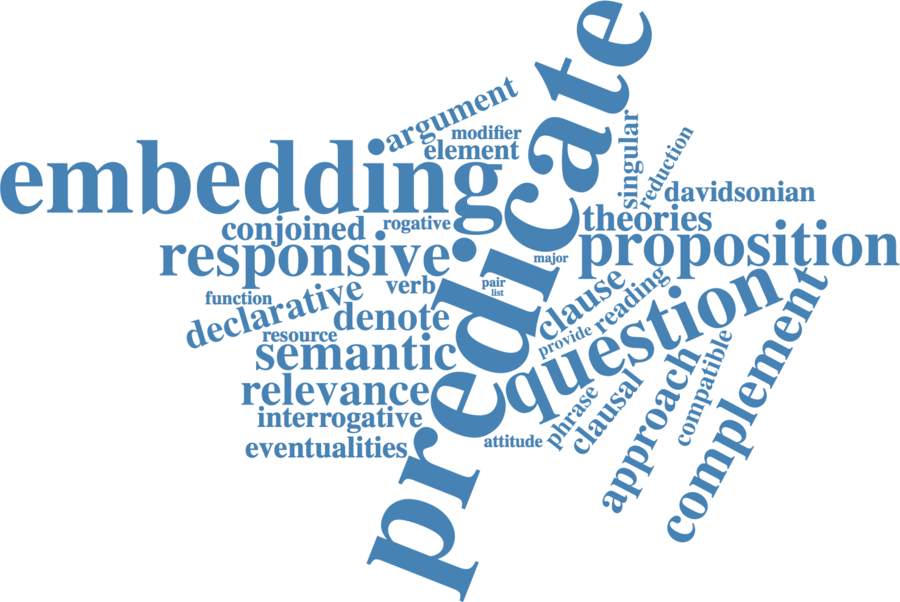 predicate
argument
modifier
element
embedding
singular
reduction
davidsonian
conjoined
rogative
theories
responsive
proposition
major
verb
pair
list
function
declarative
clause
reading
question
denote
resource
provide
semantic
complement
relevance
approach
compatible
interrogative
phrase
clausal
attitude
eventualities